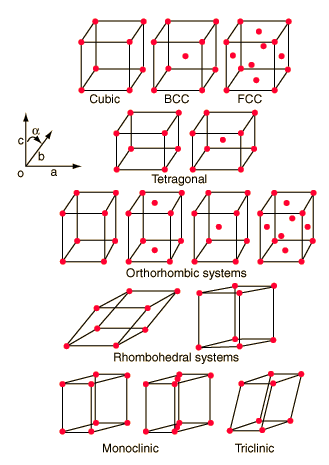 Cubic BCC FCC
c α b
o a
Tetragonal
Orthorhombic systems
Rhombohedral systems
Monoclinic Triclinic